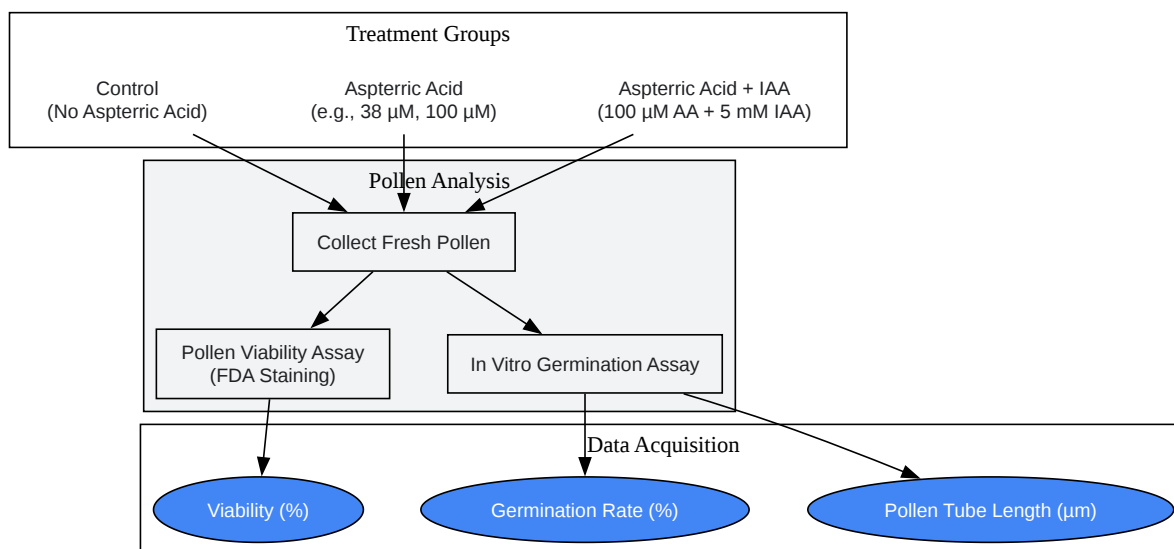 Treatment Groups
Control
(No Aspterric Acid)
Aspterric Acid
(e.g., 38 µM, 100 µM)
Aspterric Acid + IAA
(100 µM AA + 5 mM IAA)
Pollen Analysis
Collect Fresh Pollen
Pollen Viability Assay
(FDA Staining)
In Vitro Germination Assay
Data Acquisition
Viability (%)
Germination Rate (%)
Pollen Tube Length (µm)